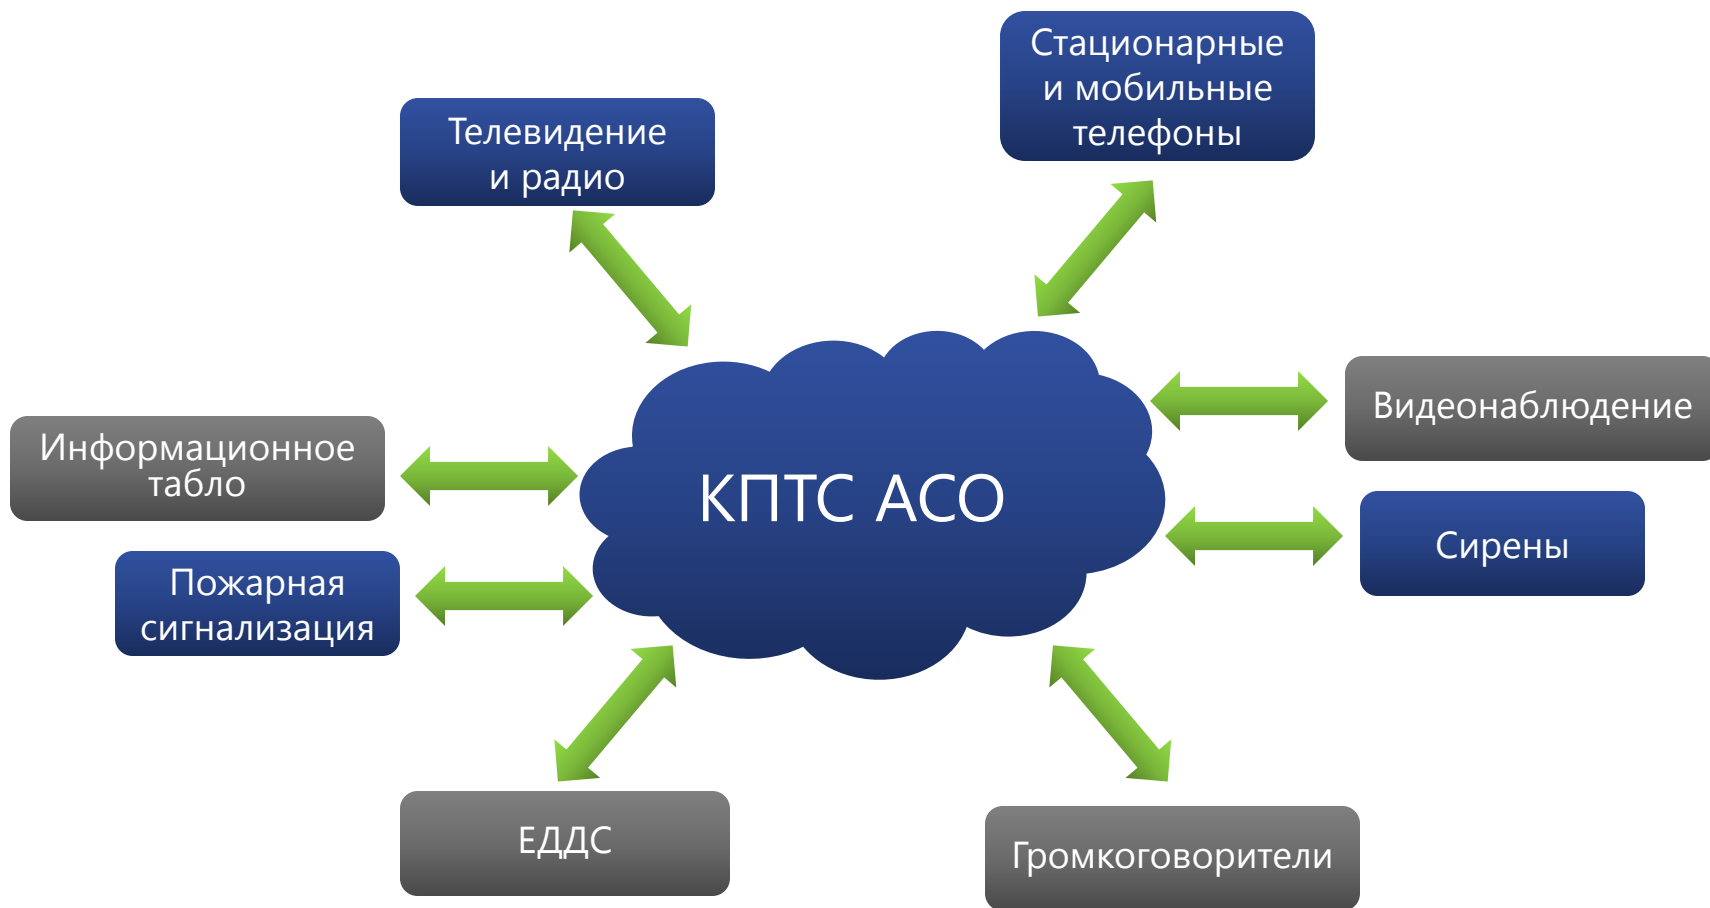 Стационарные
и мобильные
телефоны
Телевидение
и радио
Видеонаблюдение
Информационное
табло
КПТС АСО
Сирены
Пожарная
сигнализация
ЕДДС
Громкоговорители